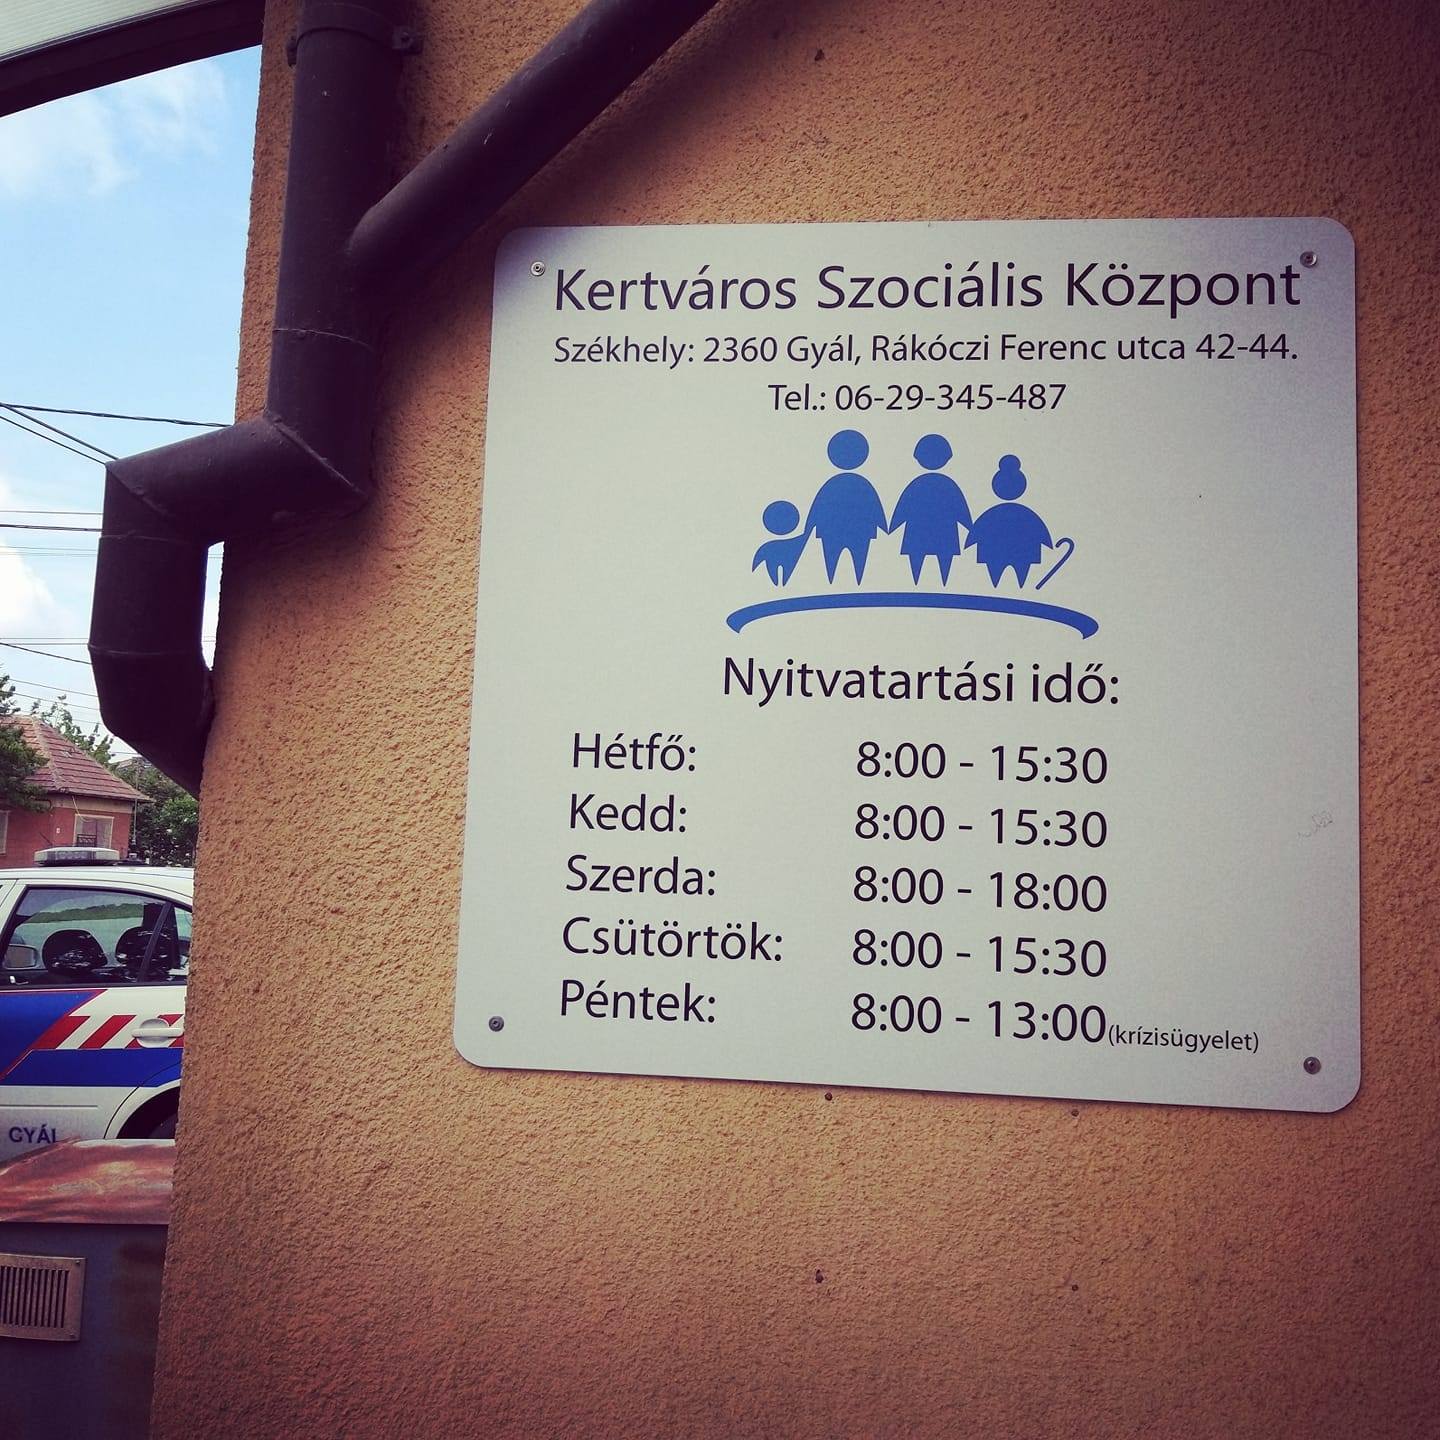 Kertváros Szociális Központ
Székhely: 2360 Gyál, Rákóczi Ferenc utca 42-44.
Tel.: 06-29-345-487
Nyitvatartási idő:
Hétfő: 8:00 - 15:30
Kedd: 8:00 - 15:30
Szerda: 8:00 - 18:00
Csütörtök: 8:00 - 15:30
Péntek: 8:00 - 13:00 (krízisügyelet)
GYÁL